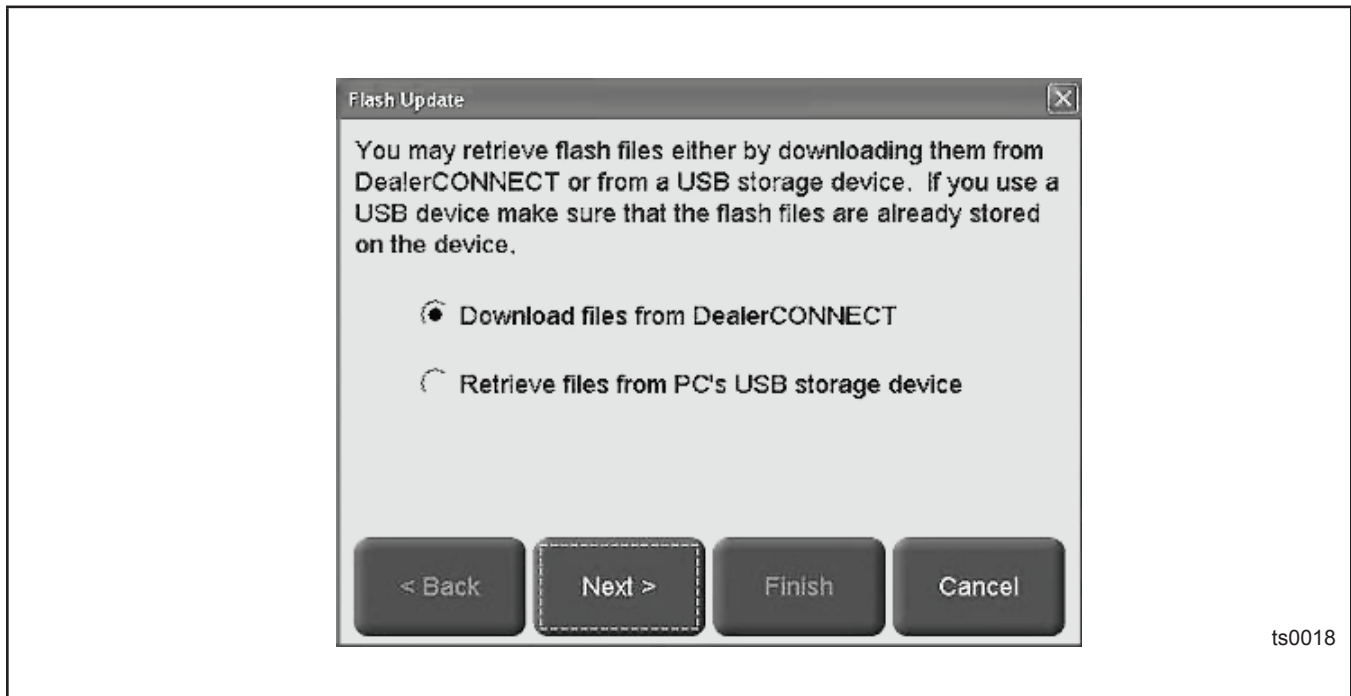 Flash Update
You may retrieve flash files either by downloading them from
DealerCONNECT or from a USB storage device. If you use a
USB device make sure that the flash files are already stored
on the device.
Download files from DealerCONNECT
Retrieve files from PC's USB storage device
< Back Next > Finish Cancel
ts0018